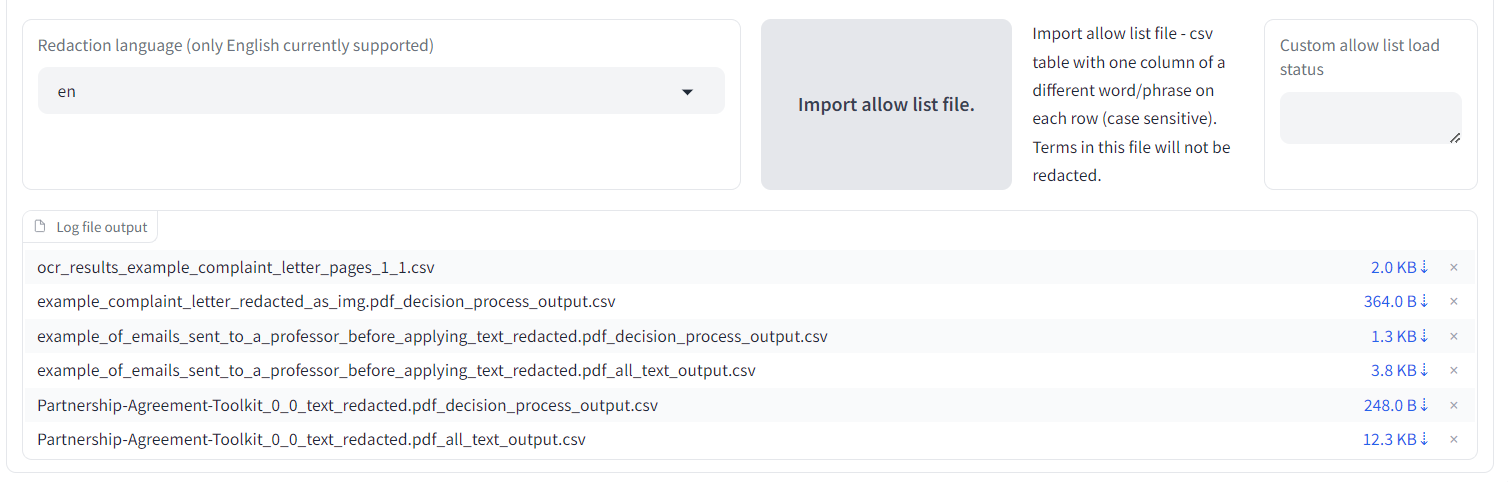 Redaction language (only English currently supported)
en
Import allow list file.
Import allow list file - csv
table with one column of a
different word/phrase on
each row (case sensitive).
Terms in this file will not be
redacted.
Custom allow list load
status
Log file output
ocr_results_example_complaint_letter_pages_1_1.csv 2.0 KB⇣ ×
example_complaint_letter_redacted_as_img.pdf_decision_process_output.csv 364.0 B⇣ ×
example_of_emails_sent_to_a_professor_before_applying_text_redacted.pdf_decision_process_output.csv 1.3 KB⇣ ×
example_of_emails_sent_to_a_professor_before_applying_text_redacted.pdf_all_text_output.csv 3.8 KB⇣ ×
Partnership-Agreement-Toolkit_0_0_text_redacted.pdf_decision_process_output.csv 248.0 B⇣ ×
Partnership-Agreement-Toolkit_0_0_text_redacted.pdf_all_text_output.csv 12.3 KB⇣ ×